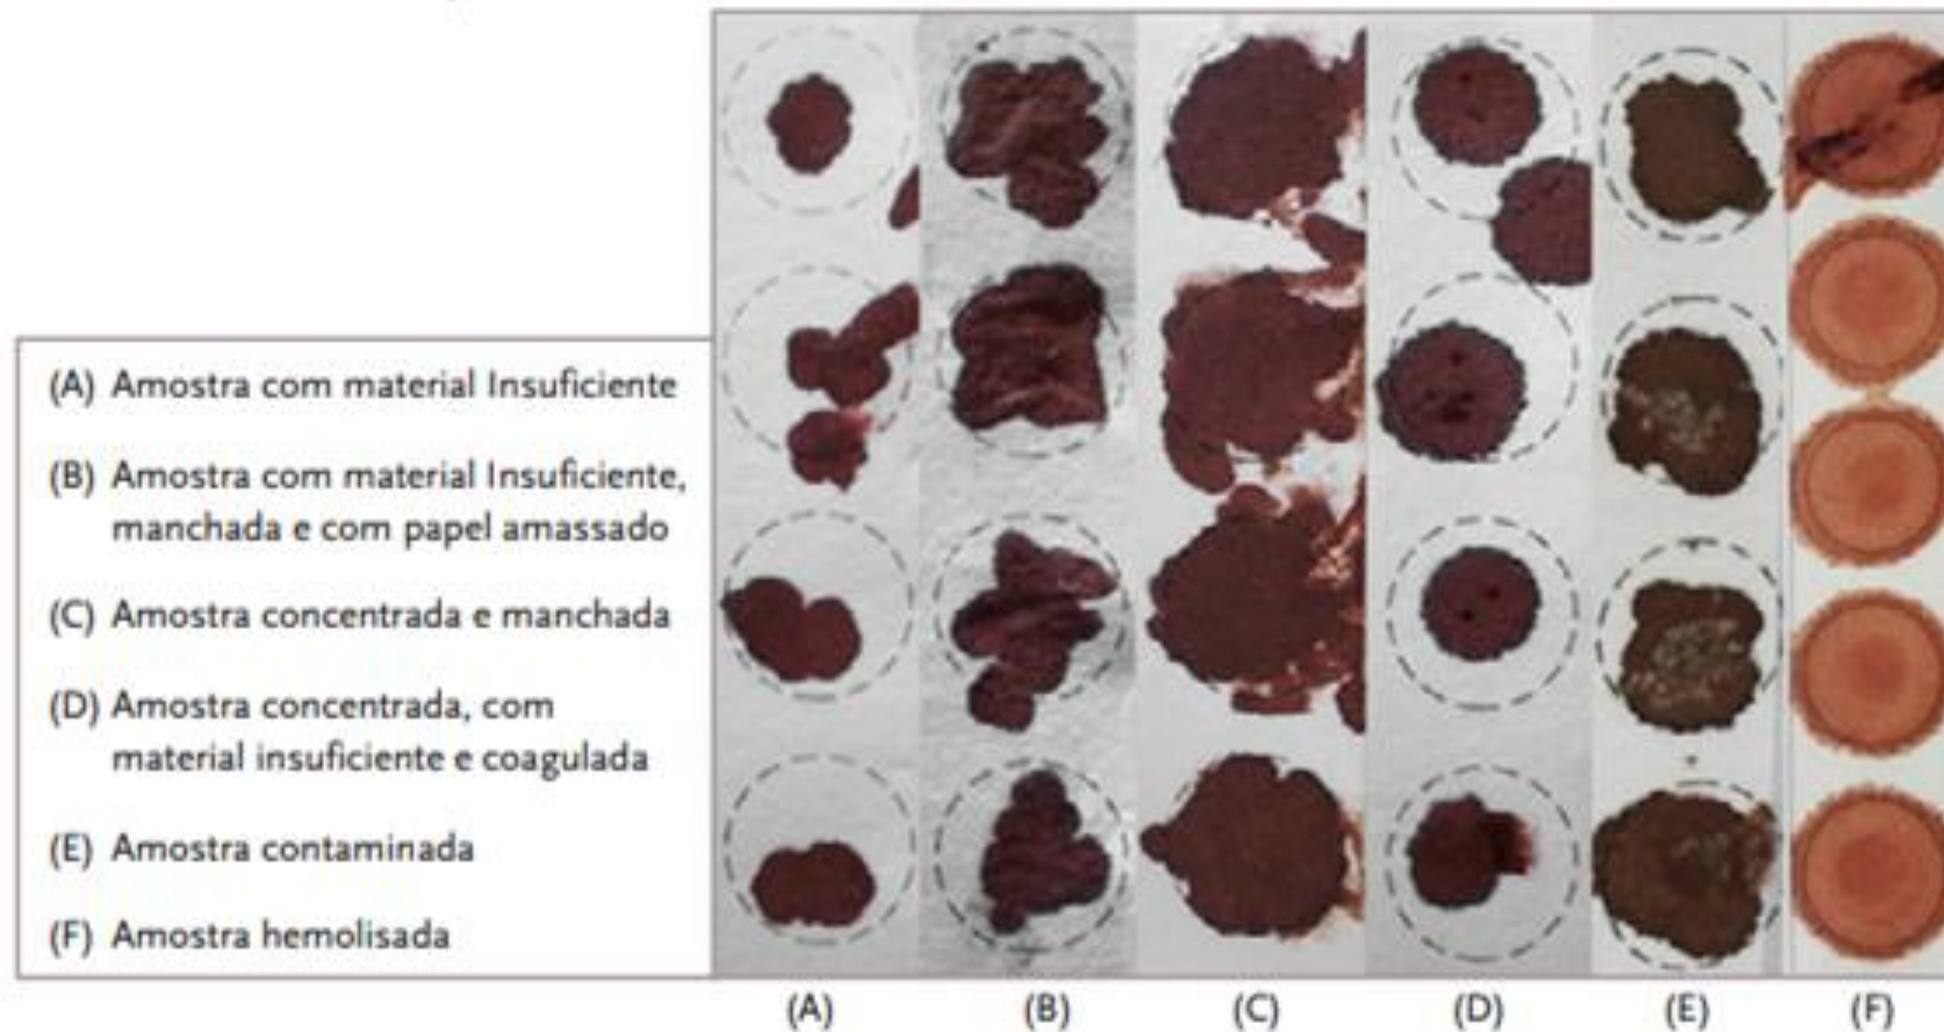 (A) Amostra com material Insuficiente
(B) Amostra com material Insuficiente,
manchada e com papel amassado
(C) Amostra concentrada e manchada
(D) Amostra concentrada, com
material insuficiente e coagulada
(E) Amostra contaminada
(F) Amostra hemolisada
(A) (B) (C) (D) (E) (F)